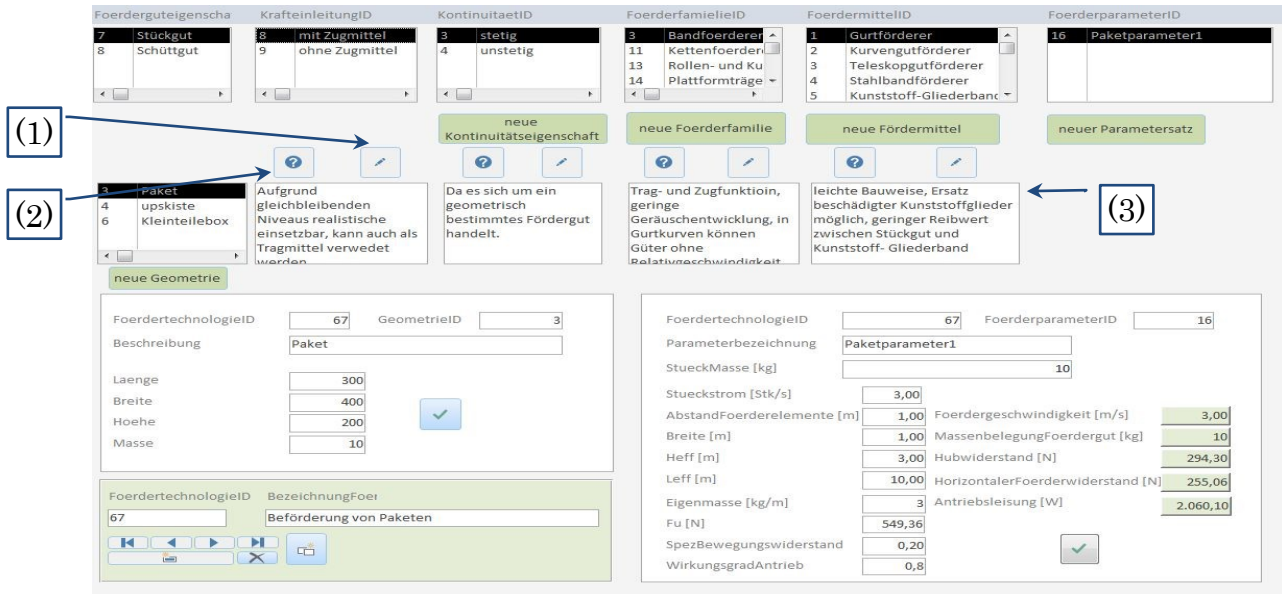 Foerderguteigenscha KrafteinleitungID KontinuitaetID FoerderfamielieID FoerdermittelID FoerderparameterID
7 Stückgut 8 mit Zugmittel 3 stetig 3 Bandfoerderer 1 Gurtförderer 16 Paketparameter1
8 Schüttgut 9 ohne Zugmittel 4 unstetig 11 Kettenfoerder 2 Kurvengutförderer
13 Rollen- und Ku 3 Teleskopgutförderer
14 Plattformträge 4 Stahlbandförderer
5 Kunststoff-Gliederband
(1)
neue Kontinuitätseigenschaft neue Foerderfamilie neue Fördermittel neuer Parametersatz
(2)
3 Paket
4 upskiste
6 Kleinteilebox
Aufgrund
gleichbleibenden
Niveaus realistische
einsetzbar, kann auch als
Tragmittel verwedet
werden
Da es sich um ein
geometrisch
bestimmtes Fördergut
handelt.
Trag- und Zugfunktioin,
geringe
Geräuschentwicklung, in
Gurtkurven können
Güter ohne
Relativgeschwindigkeit
leichte Bauweise, Ersatz
beschädigter Kunststoffglieder
möglich, geringer Reibwert
zwischen Stückgut und
Kunststoff- Gliederband
(3)
neue Geometrie
FoerdertechnologieID 67 GeometrieID 3
Beschreibung Paket
Laenge 300
Breite 400
Hoehe 200
Masse 10
FoerdertechnologieID BezeichnungFoer
67 Beförderung von Paketen
FoerdertechnologieID 67 FoerderparameterID 16
Parameterbezeichnung Paketparameter1
StueckMasse [kg] 10
Stueckstrom [Stk/s] 3,00
AbstandFoerderelemente [m] 1,00 Foerdergeschwindigkeit [m/s] 3,00
Breite [m] 1,00 MassenbelegungFoerdergut [kg] 10
Heff [m] 3,00 Hubwiderstand [N] 294,30
Leff [m] 10,00 HorizontalerFoerderwiderstand [N] 255,06
Eigenmasse [kg/m] 3 Antriebsleisung [W] 2.060,10
Fu [N] 549,36
SpezBewegungswiderstand 0,20
WirkungsgradAntrieb 0,8